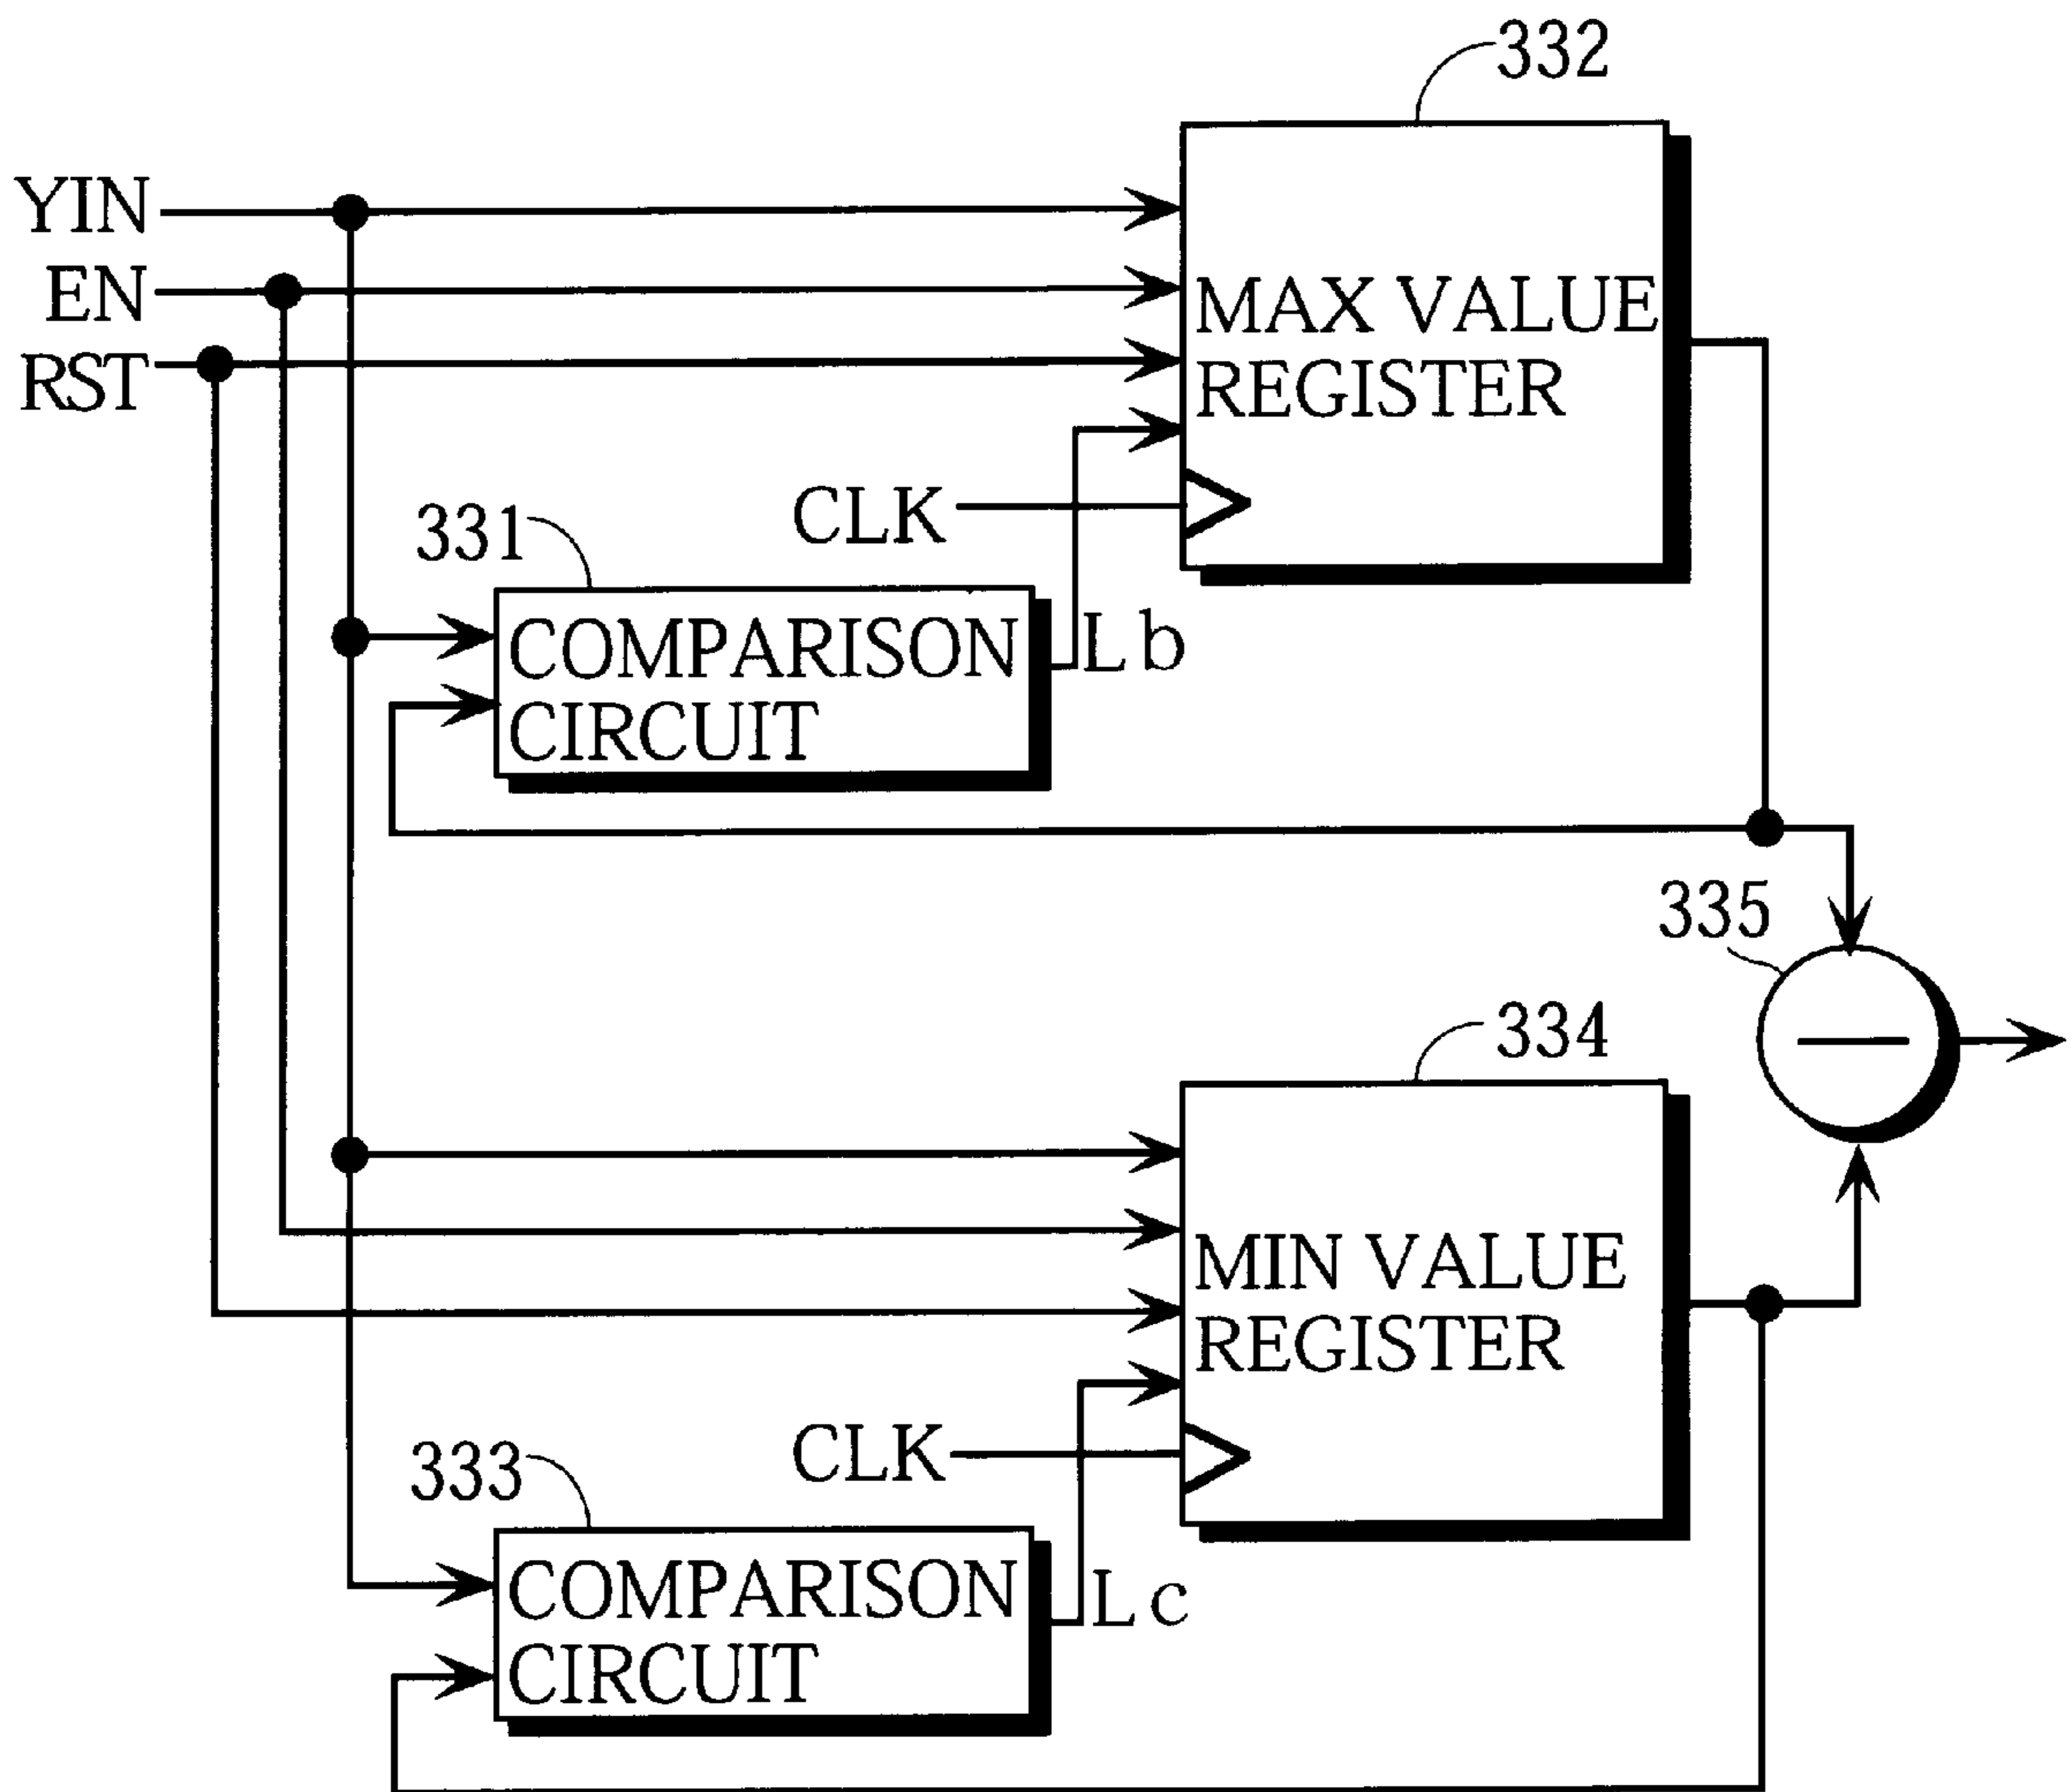 332
YIN
EN
RST
MAX VALUE
REGISTER
CLK
331
COMPARISON
CIRCUIT
Lb
335
334
MIN VALUE
REGISTER
CLK
333
COMPARISON
CIRCUIT
Lc